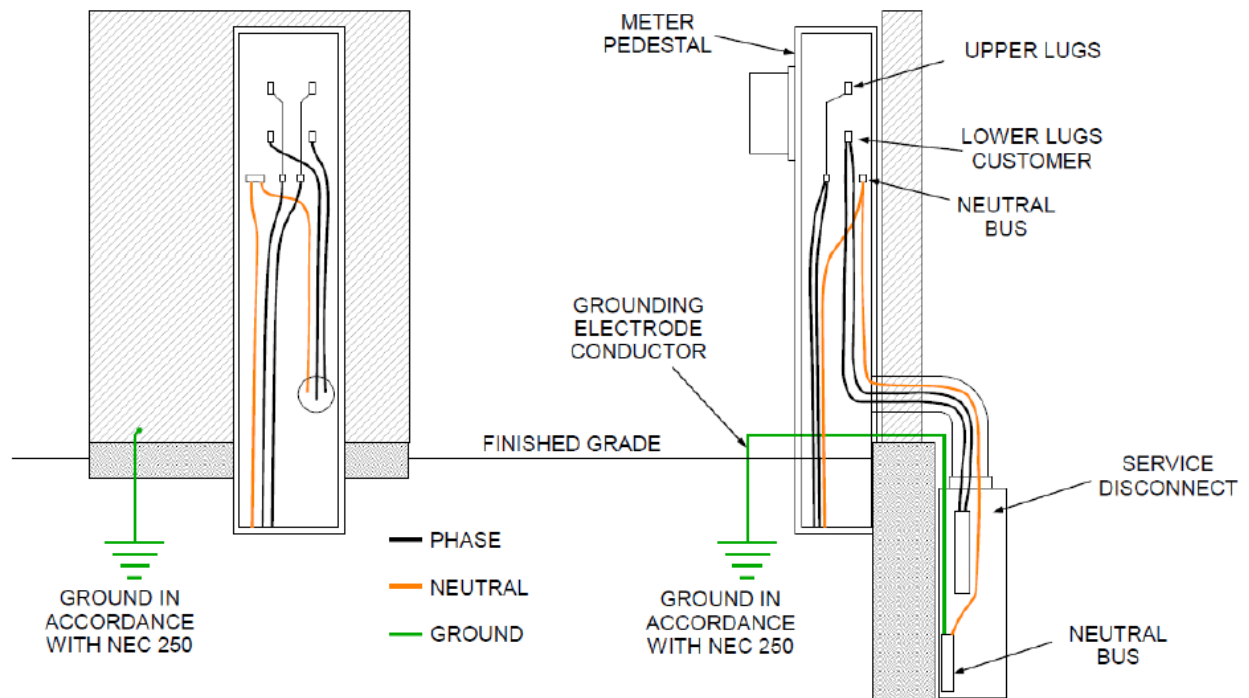 METER
PEDESTAL
UPPER LUGS
LOWER LUGS
CUSTOMER
NEUTRAL
BUS
GROUNDING
ELECTRODE
CONDUCTOR
FINISHED GRADE
SERVICE
DISCONNECT
PHASE
NEUTRAL
GROUND
GROUND IN
ACCORDANCE
WITH NEC 250
GROUND IN
ACCORDANCE
WITH NEC 250
NEUTRAL
BUS